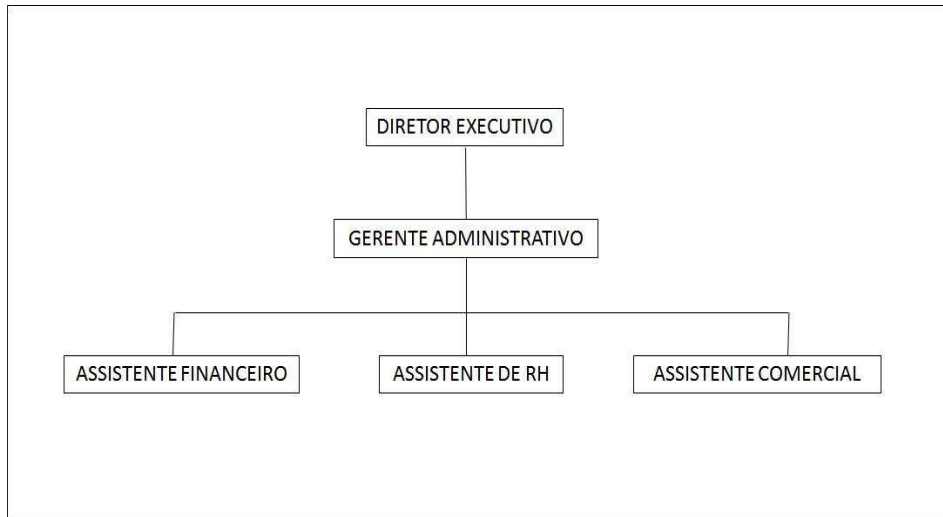 DIRETOR EXECUTIVO
GERENTE ADMINISTRATIVO
ASSISTENTE FINANCEIRO
ASSISTENTE DE RH
ASSISTENTE COMERCIAL